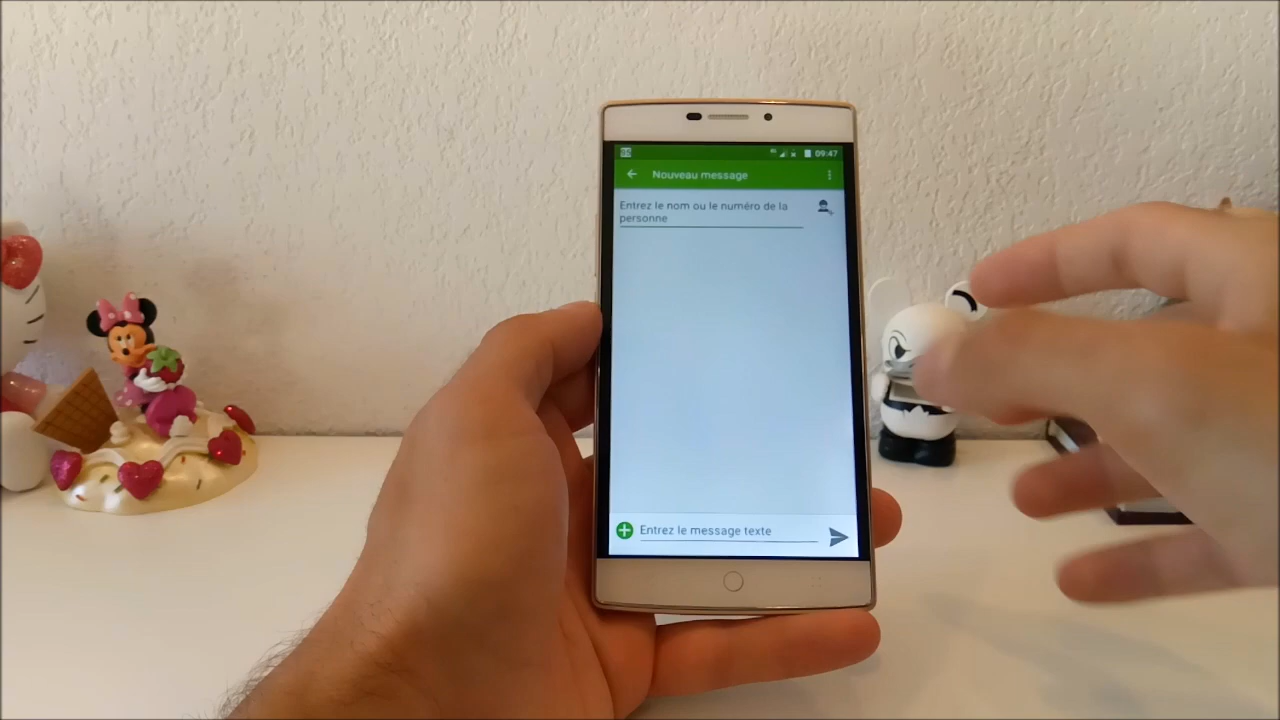 09:47
Nouveau message
Entrez le nom ou le numéro de la
personne
Entrez le message texte